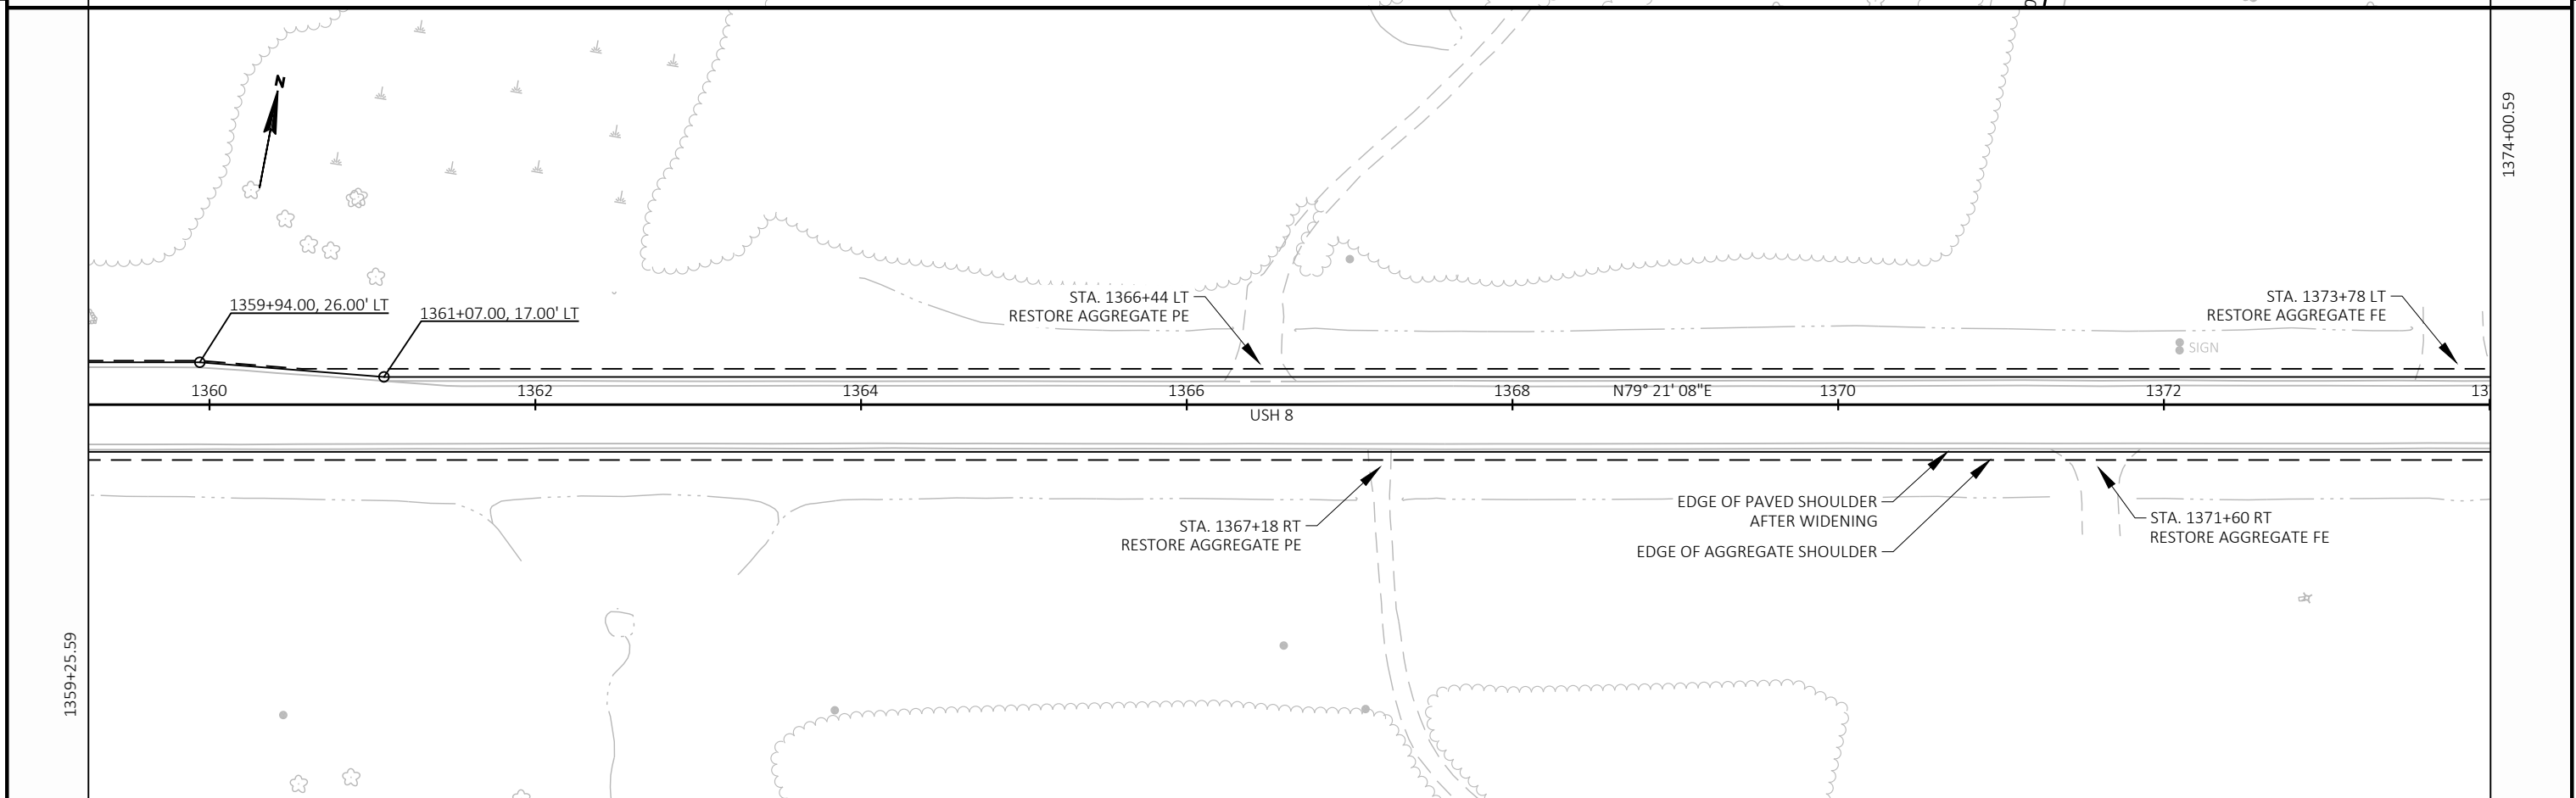 N
1374+00.59
1359+94.00, 26.00' LT
1361+07.00, 17.00' LT
STA. 1366+44 LT
RESTORE AGGREGATE PE
STA. 1373+78 LT
RESTORE AGGREGATE FE
SIGN
1360
1362
1364
1366
1368
N79° 21' 08"E
1370
1372
13
USH 8
EDGE OF PAVED SHOULDER
AFTER WIDENING
EDGE OF AGGREGATE SHOULDER
STA. 1367+18 RT
RESTORE AGGREGATE PE
STA. 1371+60 RT
RESTORE AGGREGATE FE
1359+25.59